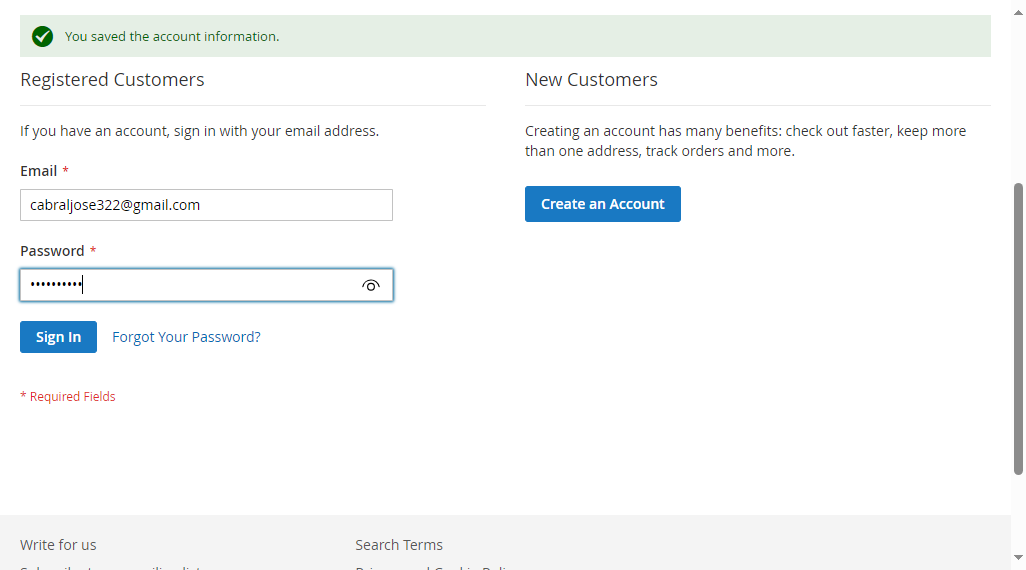 You saved the account information.
Registered Customers
New Customers
If you have an account, sign in with your email address.
Creating an account has many benefits: check out faster, keep more
than one address, track orders and more.
Email *
cabraljose322@gmail.com
Create an Account
Password *
••••••••••
Sign In
Forgot Your Password?
* Required Fields
Write for us
Search Terms